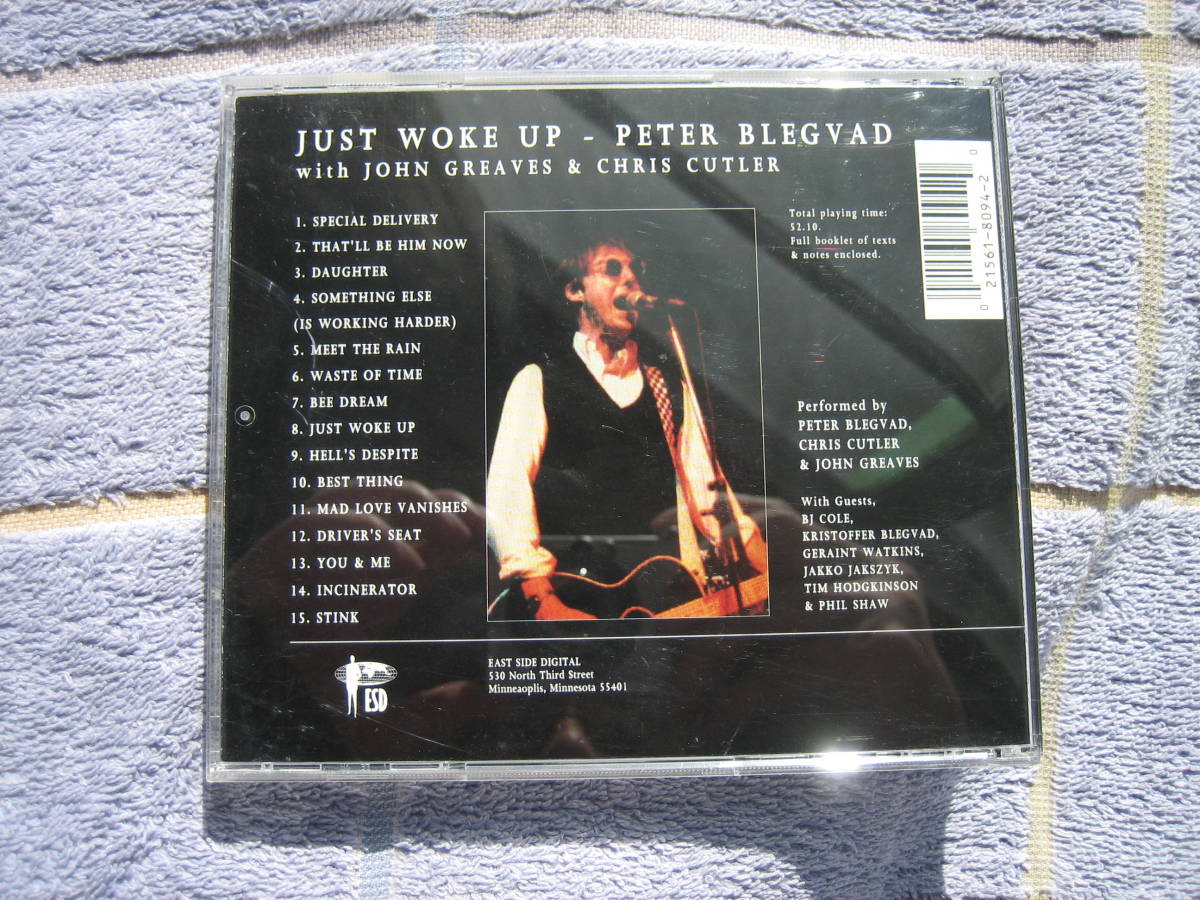 JUST WOKE UP - PETER BLEGVAD
with JOHN GREAVES & CHRIS CUTLER
1. SPECIAL DELIVERY
2. THAT'LL BE HIM NOW
3. DAUGHTER
4. SOMETHING ELSE
(IS WORKING HARDER)
5. MEET THE RAIN
6. WASTE OF TIME
7. BEE DREAM
8. JUST WOKE UP
9. HELL'S DESPITE
10. BEST THING
11. MAD LOVE VANISHES
12. DRIVER'S SEAT
13. YOU & ME
14. INCINERATOR
15. STINK
Total playing time:
52.10.
Full booklet of texts
& notes enclosed.
0 21561-8094-2 0
Performed by
PETER BLEGVAD,
CHRIS CUTLER
& JOHN GREAVES
With Guests,
BJ COLE,
KRISTOFFER BLEGVAD,
GERAINT WATKINS,
JAKKO JAKSZYK,
TIM HODGKINSON
& PHIL SHAW
ESD
EAST SIDE DIGITAL
530 North Third Street
Minneaoplis, Minnesota 55401